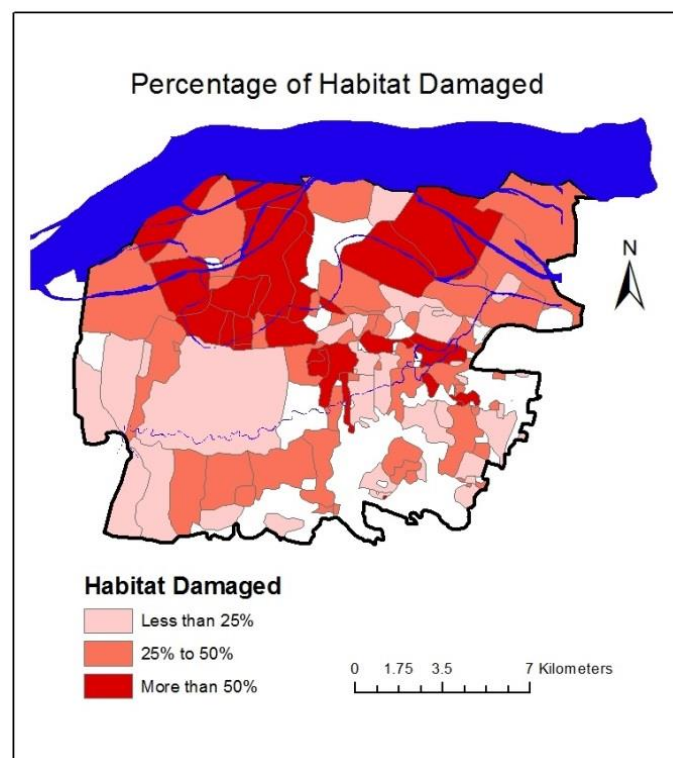 Percentage of Habitat Damaged
N
Habitat Damaged
Less than 25%
25% to 50%
More than 50%
0 1.75 3.5 7 Kilometers